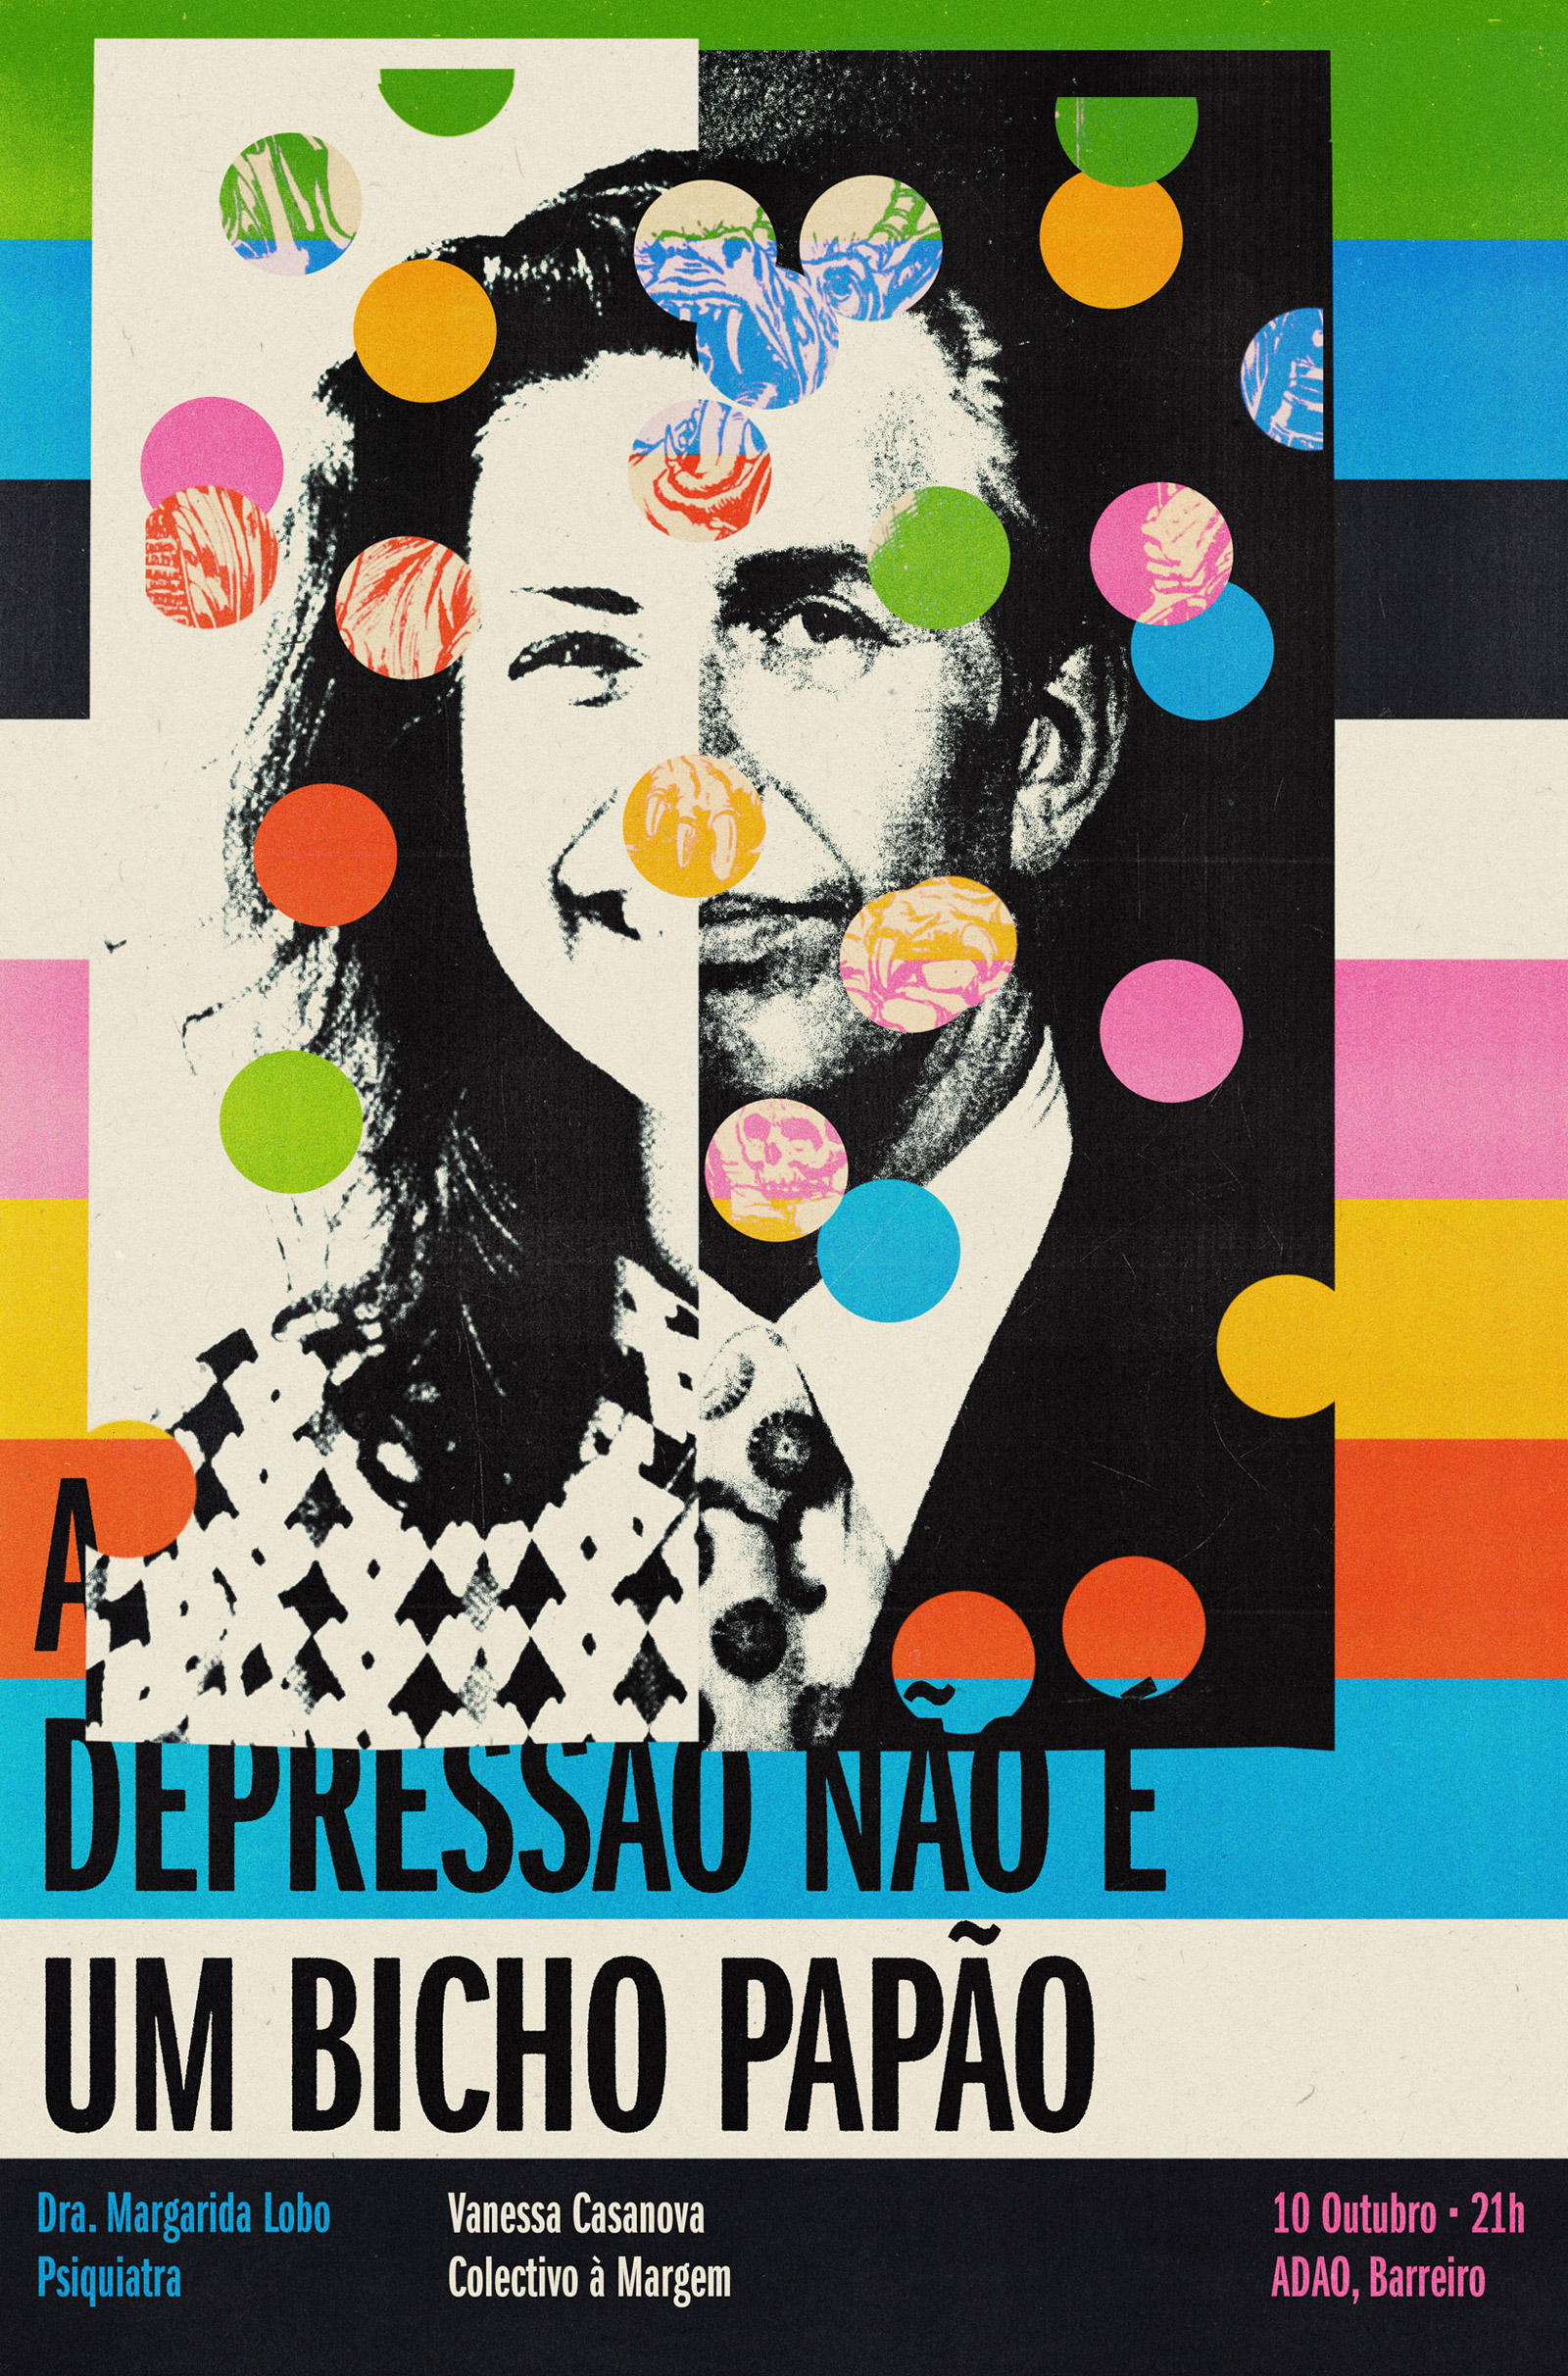 A
DEPRESSÃO NÃO É
UM BICHO PAPÃO
Dra. Margarida Lobo
Psiquiatra
Vanessa Casanova
Colectivo à Margem
10 Outubro · 21h
ADAO, Barreiro